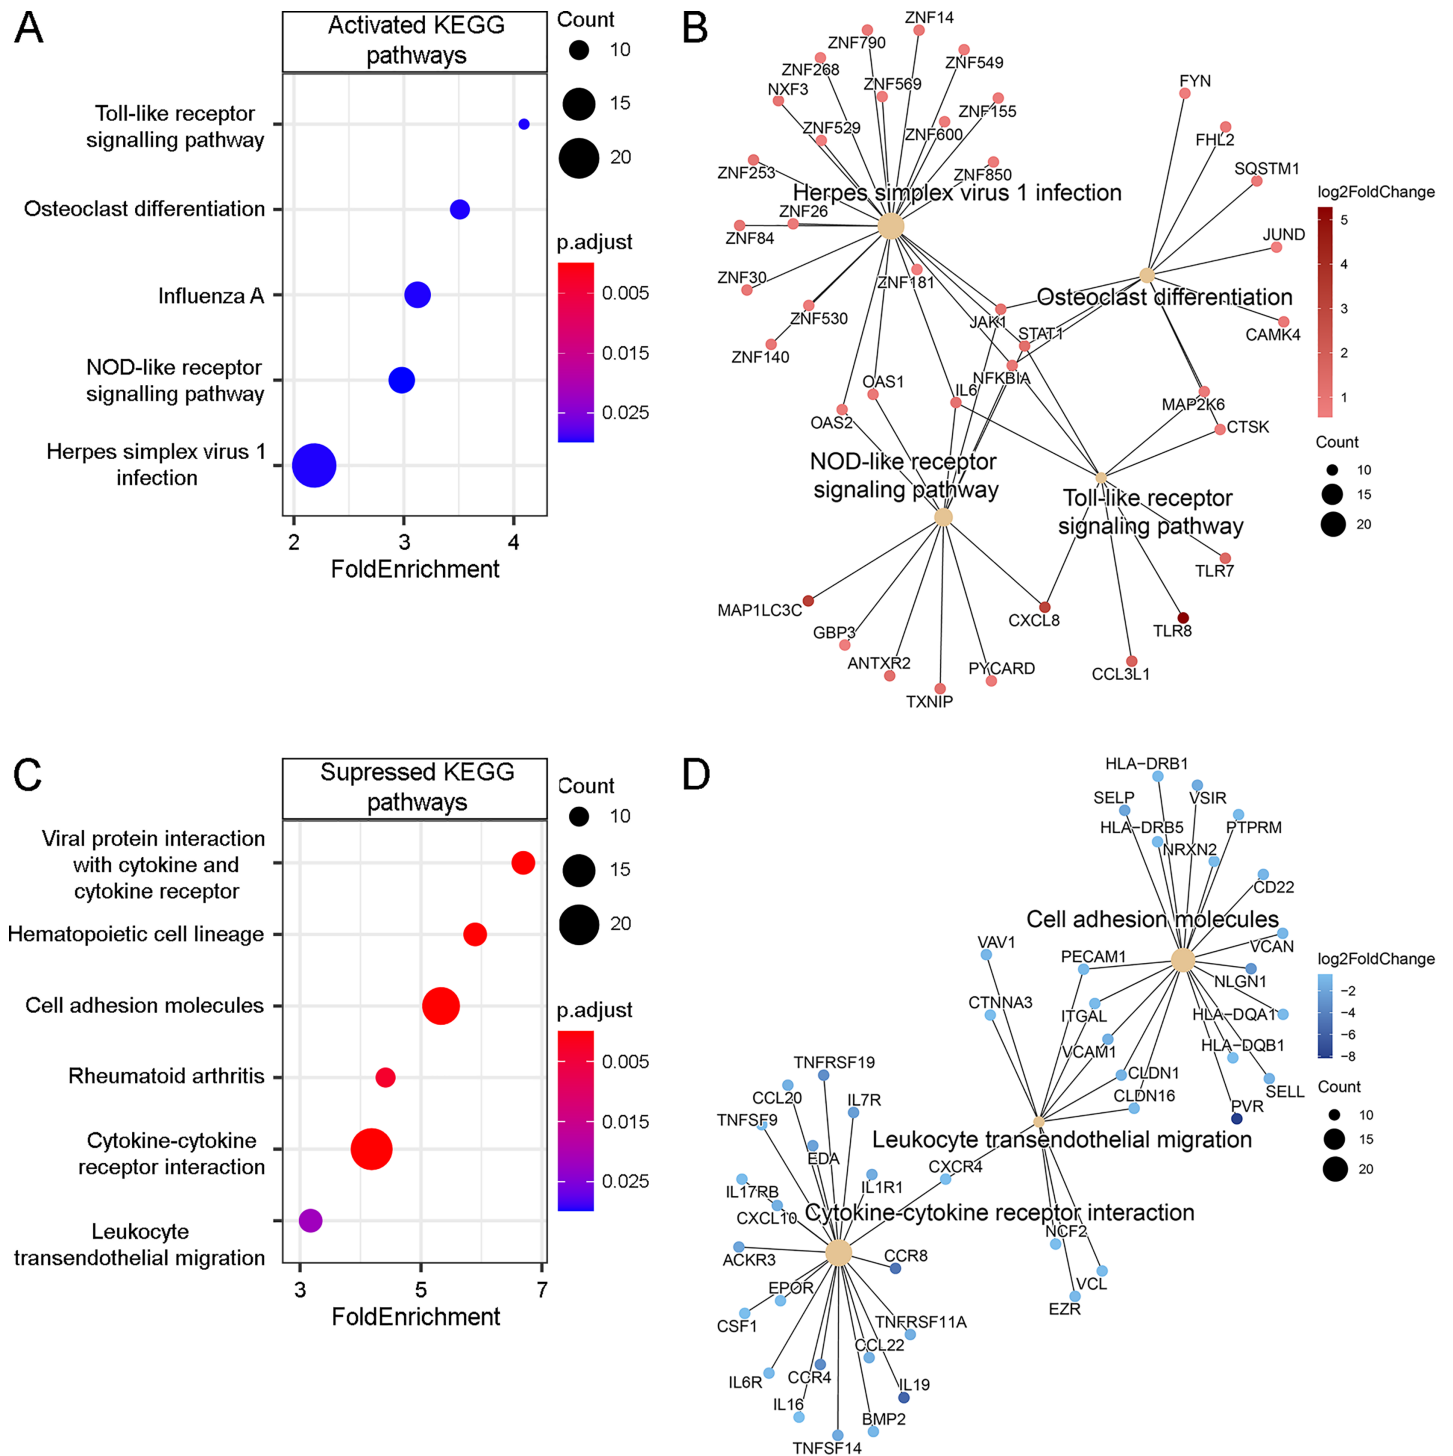 A
Activated KEGG
pathways
Toll-like receptor
signalling pathway
Osteoclast differentiation
Influenza A
NOD-like receptor
signalling pathway
Herpes simplex virus 1
infection
2
3
4
FoldEnrichment
Count
10
15
20
p.adjust
0.005
0.015
0.025
B
ZNF14
ZNF790
ZNF549
ZNF268
ZNF569
NXF3
ZNF155
ZNF529
ZNF600
ZNF253
ZNF850
Herpes simplex virus 1 infection
ZNF26
ZNF84
ZNF30
ZNF181
ZNF530
ZNF140
FYN
FHL2
SQSTM1
JUND
Osteoclast differentiation
CAMK4
JAK1
STAT1
NFKBIA
OAS1
IL6
OAS2
MAP2K6
CTSK
NOD-like receptor
signaling pathway
Toll-like receptor
signaling pathway
TLR7
MAP1LC3C
GBP3
CXCL8
TLR8
ANTXR2
PYCARD
CCL3L1
TXNIP
log2FoldChange
5
4
3
2
1
Count
10
15
20
C
Supressed KEGG
pathways
Viral protein interaction
with cytokine and
cytokine receptor
Hematopoietic cell lineage
Cell adhesion molecules
Rheumatoid arthritis
Cytokine-cytokine
receptor interaction
Leukocyte
transendothelial migration
3
5
7
FoldEnrichment
Count
10
15
20
p.adjust
0.005
0.015
0.025
D
HLA−DRB1
SELP
VSIR
HLA−DRB5
PTPRM
NRXN2
CD22
Cell adhesion molecules
VAV1
VCAN
PECAM1
NLGN1
CTNNA3
ITGAL
HLA−DQA1
VCAM1
HLA−DQB1
CLDN1
SELL
CLDN16
PVR
Leukocyte transendothelial migration
TNFRSF19
CCL20
IL7R
TNFSF9
EDA
CXCR4
IL17RB
IL1R1
CXCL10
Cytokine-cytokine receptor interaction
NCF2
ACKR3
CCR8
VCL
EPOR
EZR
CSF1
TNFRSF11A
CCL22
IL6R
CCR4
IL19
IL16
BMP2
TNFSF14
log2FoldChange
−2
−4
−6
−8
Count
10
15
20